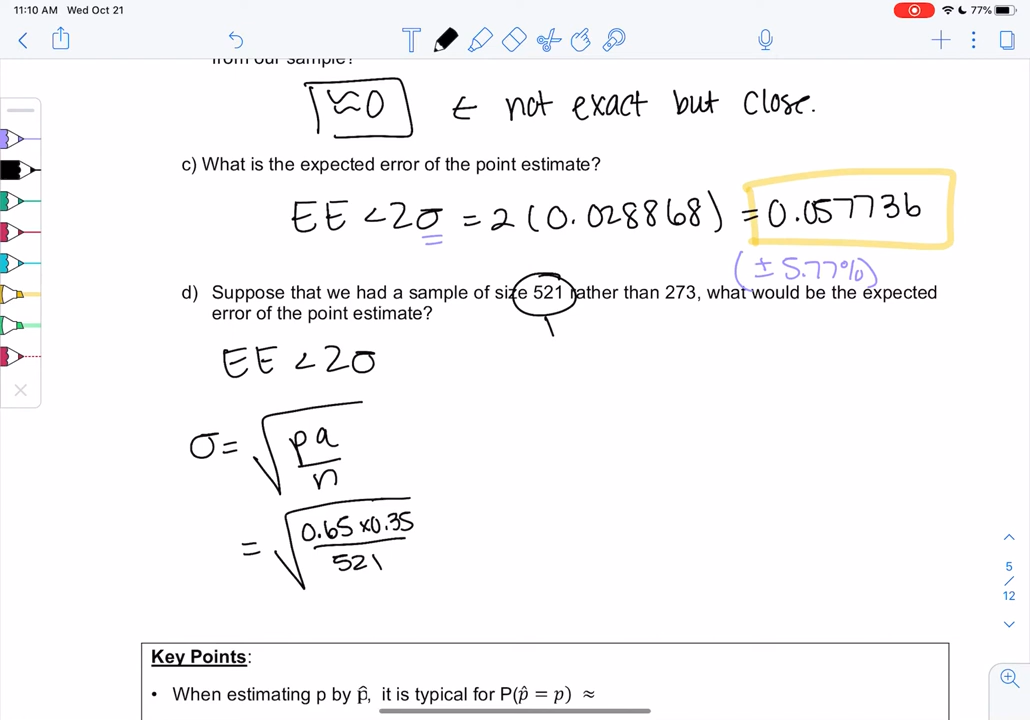 11:10 AM Wed Oct 21
77%
from our sample?
≈0 ← not exact but close.
c) What is the expected error of the point estimate?
EE < 2σ = 2(0.028868) = 0.057736
(± 5.77%)
d) Suppose that we had a sample of size 521 rather than 273, what would be the expected
error of the point estimate?
EE < 2σ
σ = √(pq/n)
= √(0.65 × 0.35/521)
5
/
12
Key Points:
• When estimating p by p̂, it is typical for P(p̂ = p) ≈